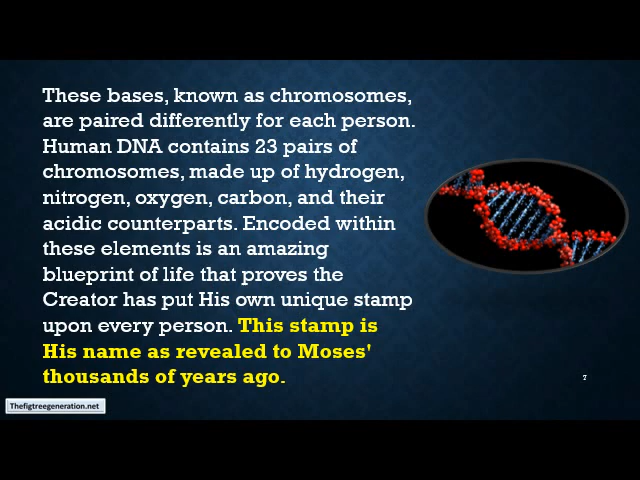 These bases, known as chromosomes,
are paired differently for each person.
Human DNA contains 23 pairs of
chromosomes, made up of hydrogen,
nitrogen, oxygen, carbon, and their
acidic counterparts. Encoded within
these elements is an amazing
blueprint of life that proves the
Creator has put His own unique stamp
upon every person. This stamp is
His name as revealed to Moses'
thousands of years ago.
7
Thefigtreegeneration.net